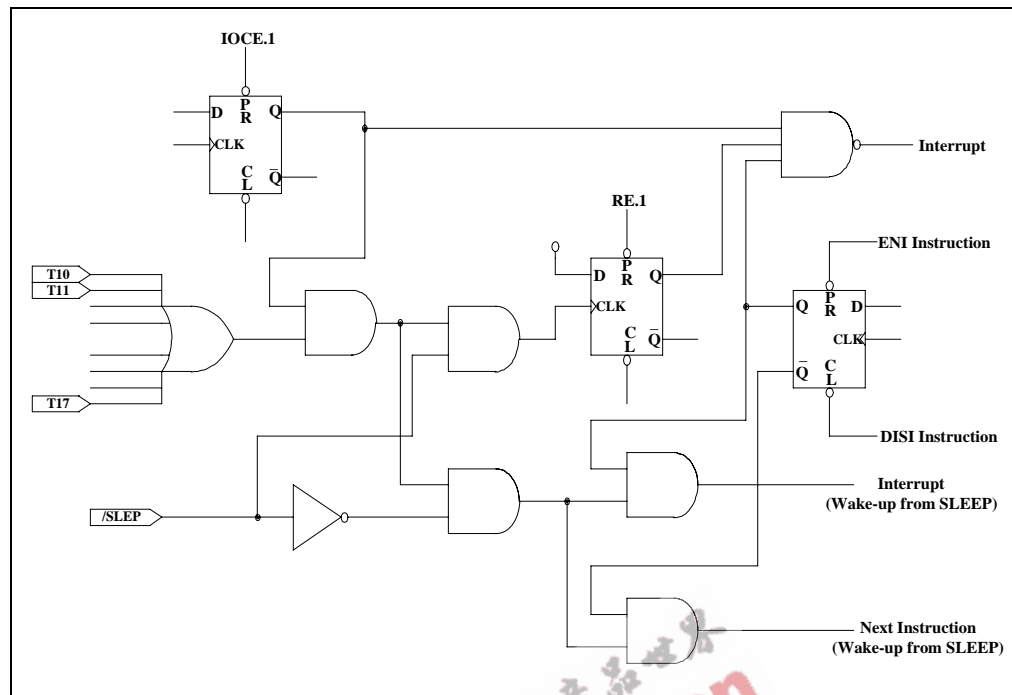 IOCE.1
D
PR
Q
CLK
CL
Q
Interrupt
RE.1
D
PR
Q
CLK
CL
Q
ENI Instruction
Q
PR
D
CLK
Q
CL
DISI Instruction
T10
T11
T17
/SLEP
Interrupt
(Wake-up from SLEEP)
Next Instruction
(Wake-up from SLEEP)